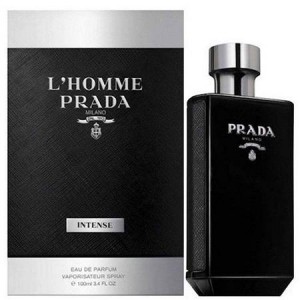 L'HOMME
PRADA
MILANO
INTENSE
EAU DE PARFUM
VAPORISATEUR SPRAY
100ml 3.4 FL. OZ
PRADA
MILANO